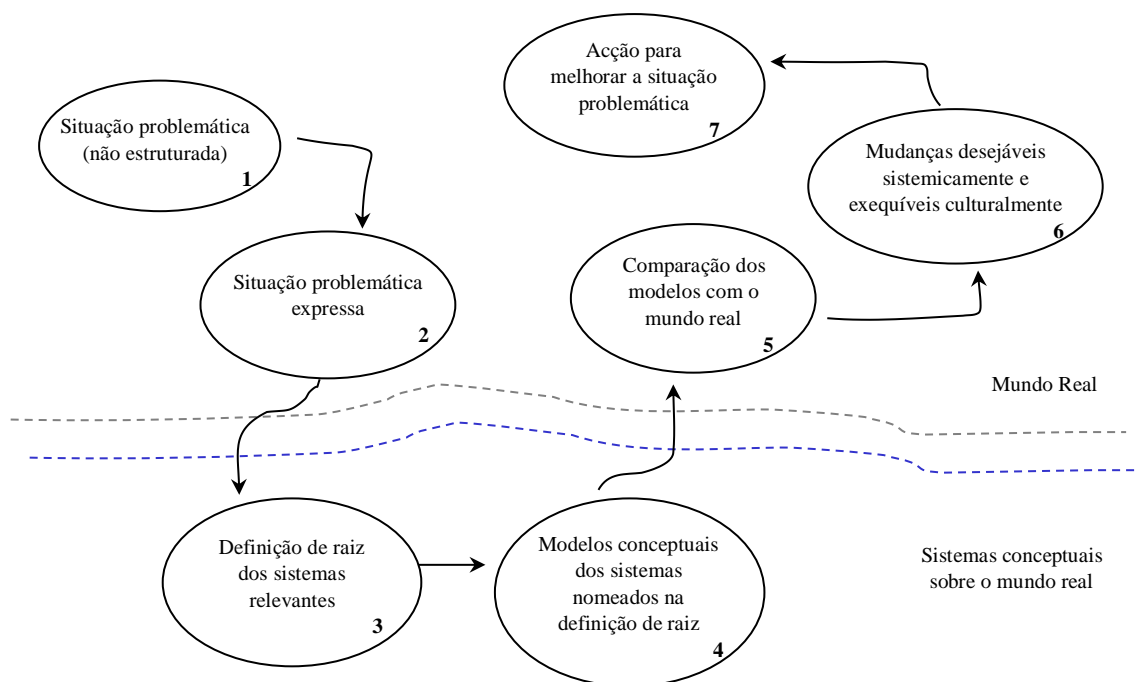 Situação problemática
(não estruturada)
1
Situação problemática
expressa
2
Definição de raiz
dos sistemas
relevantes
3
Modelos conceptuais
dos sistemas
nomeados na
definição de raiz
4
Comparação dos
modelos com o
mundo real
5
Mudanças desejáveis
sistemicamente e
exequíveis culturalmente
6
Acção para
melhorar a situação
problemática
7
Mundo Real
Sistemas conceptuais
sobre o mundo real